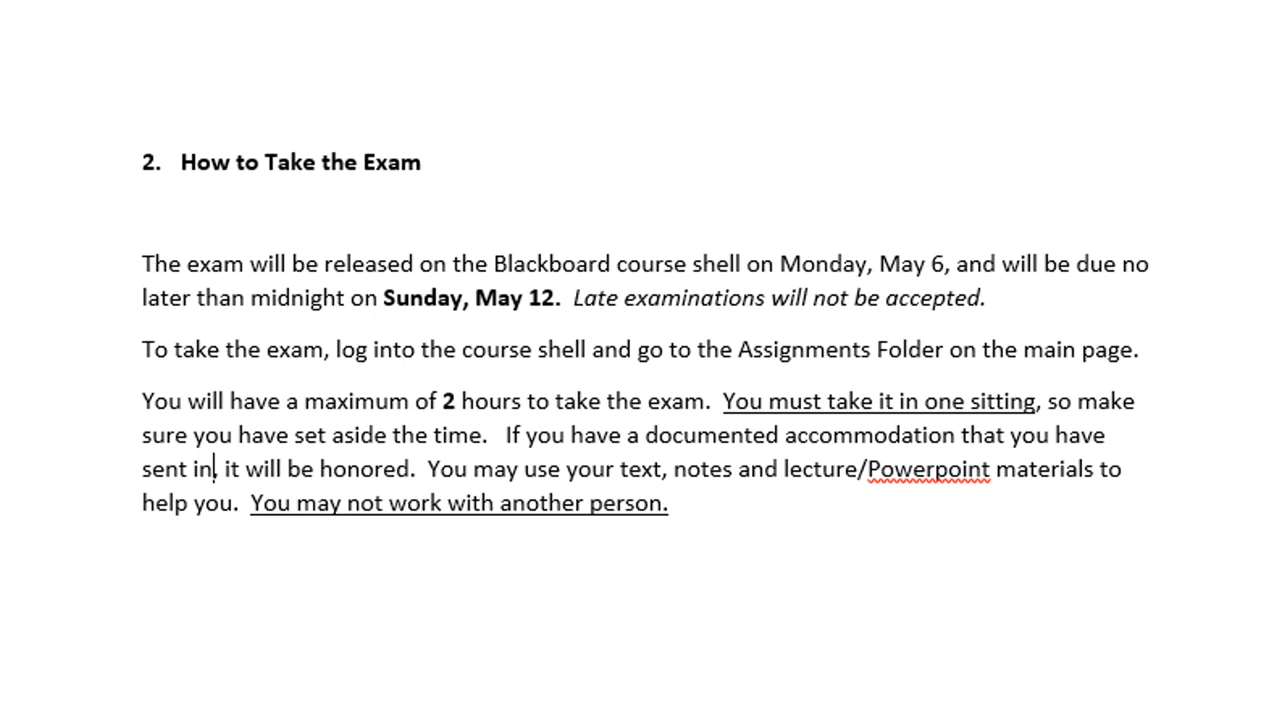 2. How to Take the Exam
The exam will be released on the Blackboard course shell on Monday, May 6, and will be due no
later than midnight on Sunday, May 12. Late examinations will not be accepted.
To take the exam, log into the course shell and go to the Assignments Folder on the main page.
You will have a maximum of 2 hours to take the exam. You must take it in one sitting, so make
sure you have set aside the time. If you have a documented accommodation that you have
sent in, it will be honored. You may use your text, notes and lecture/Powerpoint materials to
help you. You may not work with another person.